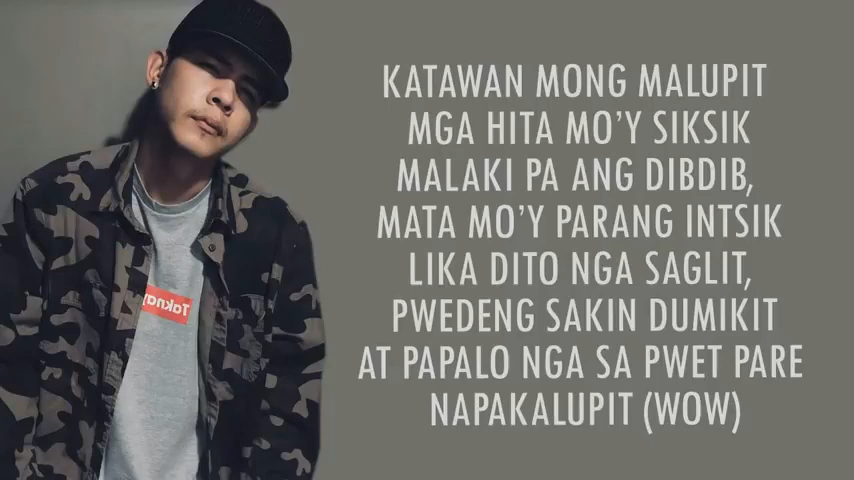 KATAWAN MONG MALUPIT
MGA HITA MO'Y SIKSIK
MALAKI PA ANG DIBDIB,
MATA MO'Y PARANG INTSIK
LIKA DITO NGA SAGLIT,
PWEDENG SAKIN DUMIKIT
AT PAPALO NGA SA PWET PARE
NAPAKALUPIT (WOW)